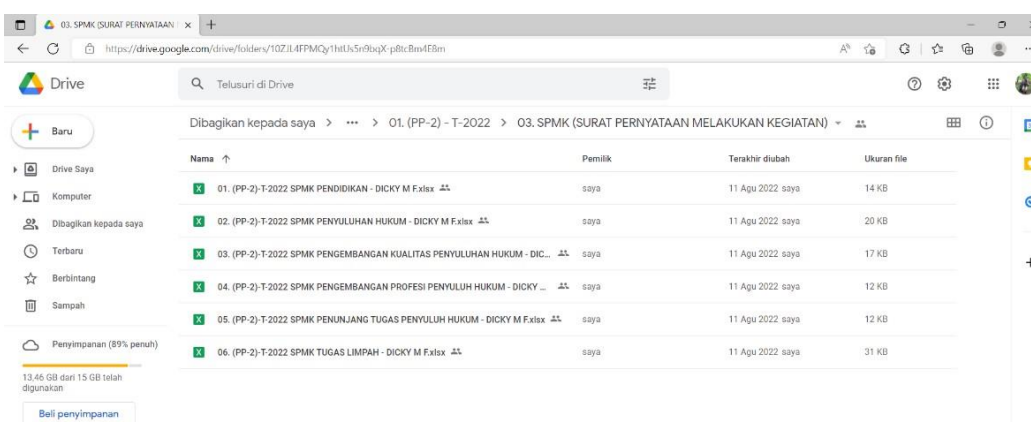 03. SPMK (SURAT PERNYATAAN
https://drive.google.com/drive/folders/10ZJL4FPMQy1htUs5n9bqX-p8tcBm4E8m
Drive
Telusuri di Drive
Baru
Dibagikan kepada saya > ... > 01. (PP-2) - T-2022 > 03. SPMK (SURAT PERNYATAAN MELAKUKAN KEGIATAN)
Nama ↑ Pemilik Terakhir diubah Ukuran file
Drive Saya
Komputer
Dibagikan kepada saya
Terbaru
Berbintang
Sampah
Penyimpanan (89% penuh)
13,46 GB dari 15 GB telah
digunakan
Beli penyimpanan
01. (PP-2)-T-2022 SPMK PENDIDIKAN - DICKY M F.xlsx saya 11 Agu 2022 saya 14 KB
02. (PP-2)-T-2022 SPMK PENYULUHAN HUKUM - DICKY M F.xlsx saya 11 Agu 2022 saya 20 KB
03. (PP-2)-T-2022 SPMK PENGEMBANGAN KUALITAS PENYULUHAN HUKUM - DIC... saya 11 Agu 2022 saya 17 KB
04. (PP-2)-T-2022 SPMK PENGEMBANGAN PROFESI PENYULUH HUKUM - DICKY ... saya 11 Agu 2022 saya 12 KB
05. (PP-2)-T-2022 SPMK PENUNJANG TUGAS PENYULUH HUKUM - DICKY M F.xlsx saya 11 Agu 2022 saya 12 KB
06. (PP-2)-T-2022 SPMK TUGAS LIMPAH - DICKY M F.xlsx saya 11 Agu 2022 saya 31 KB